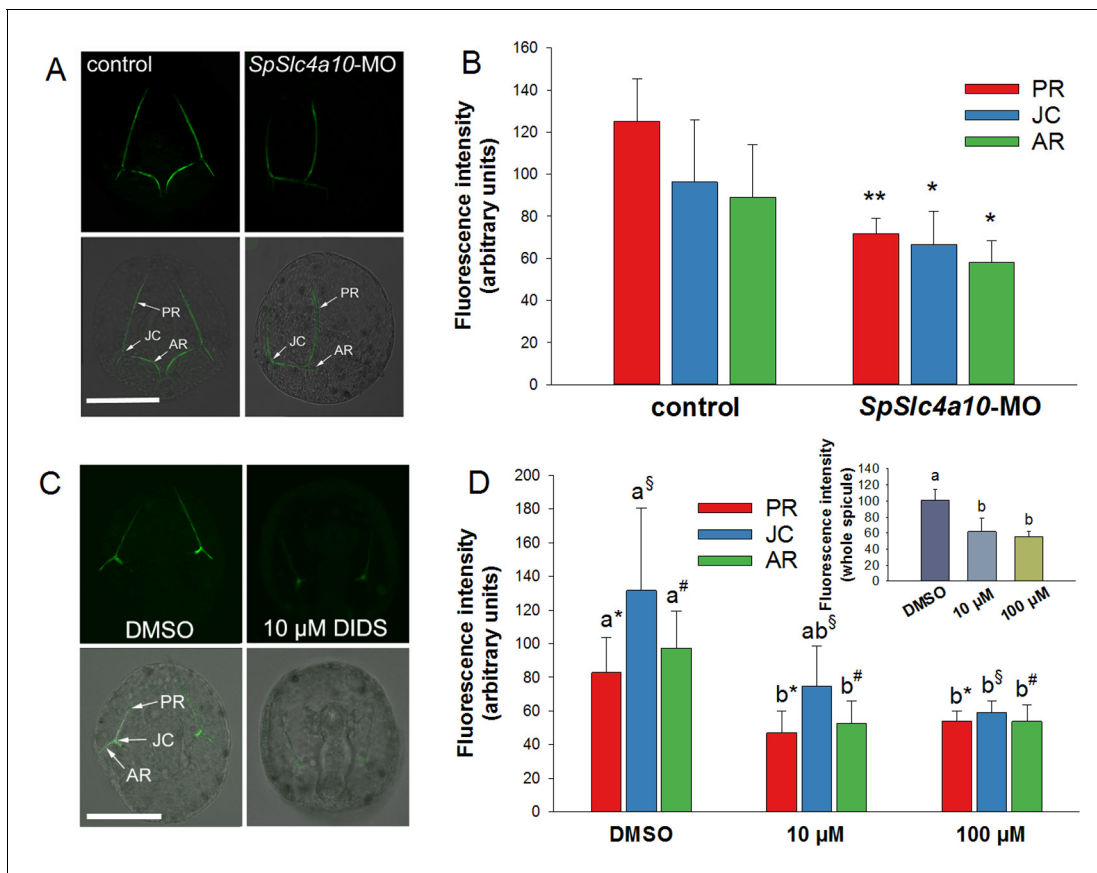 A
control
SpSlc4a10-MO
PR
JC
AR
PR
JC
AR
B
Fluorescence intensity
(arbitrary units)
160
140
120
100
80
60
40
20
0
PR
JC
AR
**
*
*
control
SpSlc4a10-MO
C
DMSO
10 µM DIDS
PR
JC
AR
D
Fluorescence intensity
(arbitrary units)
200
180
160
140
120
100
80
60
40
20
0
PR
JC
AR
a*
a§
a#
b*
ab§
b#
b*
b§
b#
DMSO
10 µM
100 µM
Fluorescence intensity
(whole spicule)
140
120
100
80
60
40
20
0
a
b
b
DMSO
10 µM
100 µM